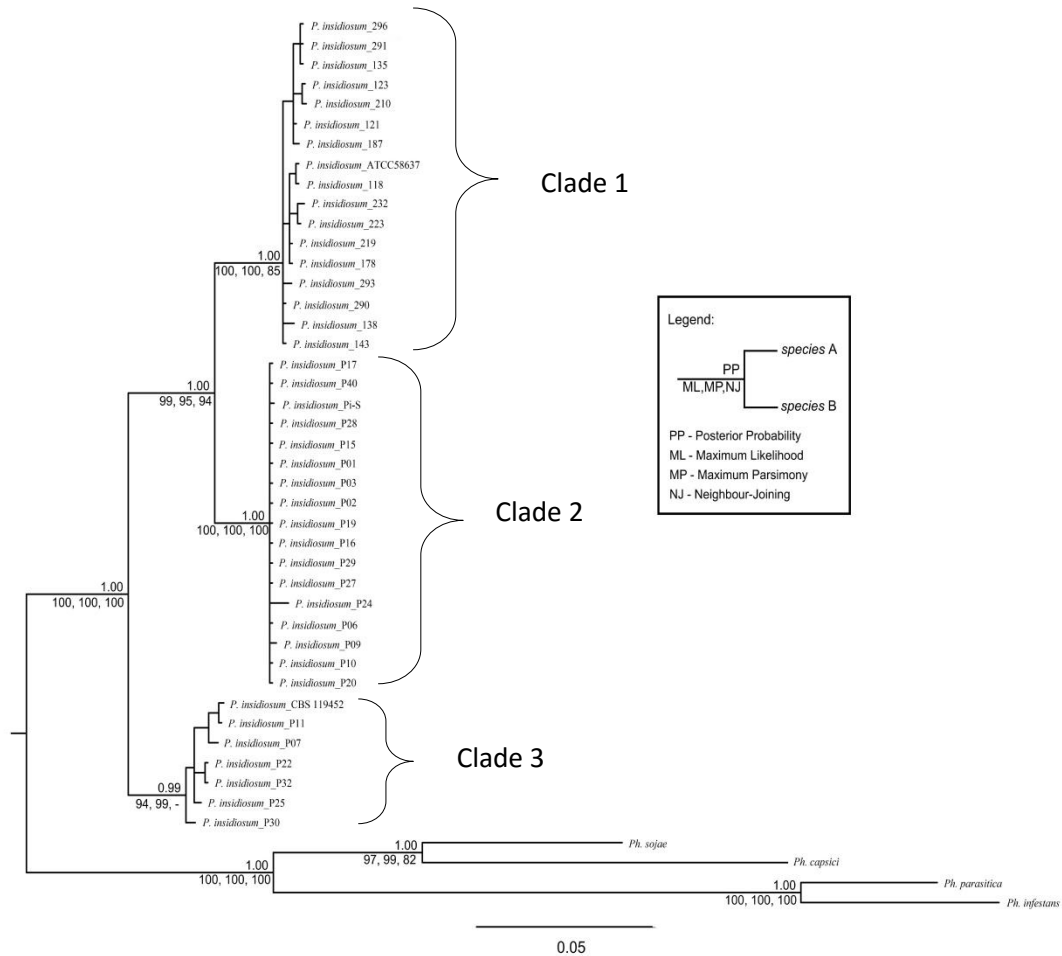 P. insidiosum_296
P. insidiosum_291
P. insidiosum_135
P. insidiosum_123
P. insidiosum_210
P. insidiosum_121
P. insidiosum_187
P. insidiosum_ATCC58637
P. insidiosum_118
P. insidiosum_232
P. insidiosum_223
P. insidiosum_219
P. insidiosum_178
P. insidiosum_293
P. insidiosum_290
P. insidiosum_138
P. insidiosum_143
1.00
100, 100, 85
Clade 1
P. insidiosum_P17
P. insidiosum_P40
P. insidiosum_Pi-S
P. insidiosum_P28
P. insidiosum_P15
P. insidiosum_P01
P. insidiosum_P03
P. insidiosum_P02
P. insidiosum_P19
P. insidiosum_P16
P. insidiosum_P29
P. insidiosum_P27
P. insidiosum_P24
P. insidiosum_P06
P. insidiosum_P09
P. insidiosum_P10
P. insidiosum_P20
1.00
99, 95, 94
1.00
100, 100, 100
Clade 2
1.00
100, 100, 100
P. insidiosum_CBS 119452
P. insidiosum_P11
P. insidiosum_P07
P. insidiosum_P22
P. insidiosum_P32
P. insidiosum_P25
P. insidiosum_P30
0.99
94, 99, -
Clade 3
Ph. sojae
Ph. capsici
Ph. parasitica
Ph. infestans
1.00
97, 99, 82
1.00
100, 100, 100
1.00
100, 100, 100
0.05
Legend:
species A
PP
ML,MP,NJ
species B
PP - Posterior Probability
ML - Maximum Likelihood
MP - Maximum Parsimony
NJ - Neighbour-Joining